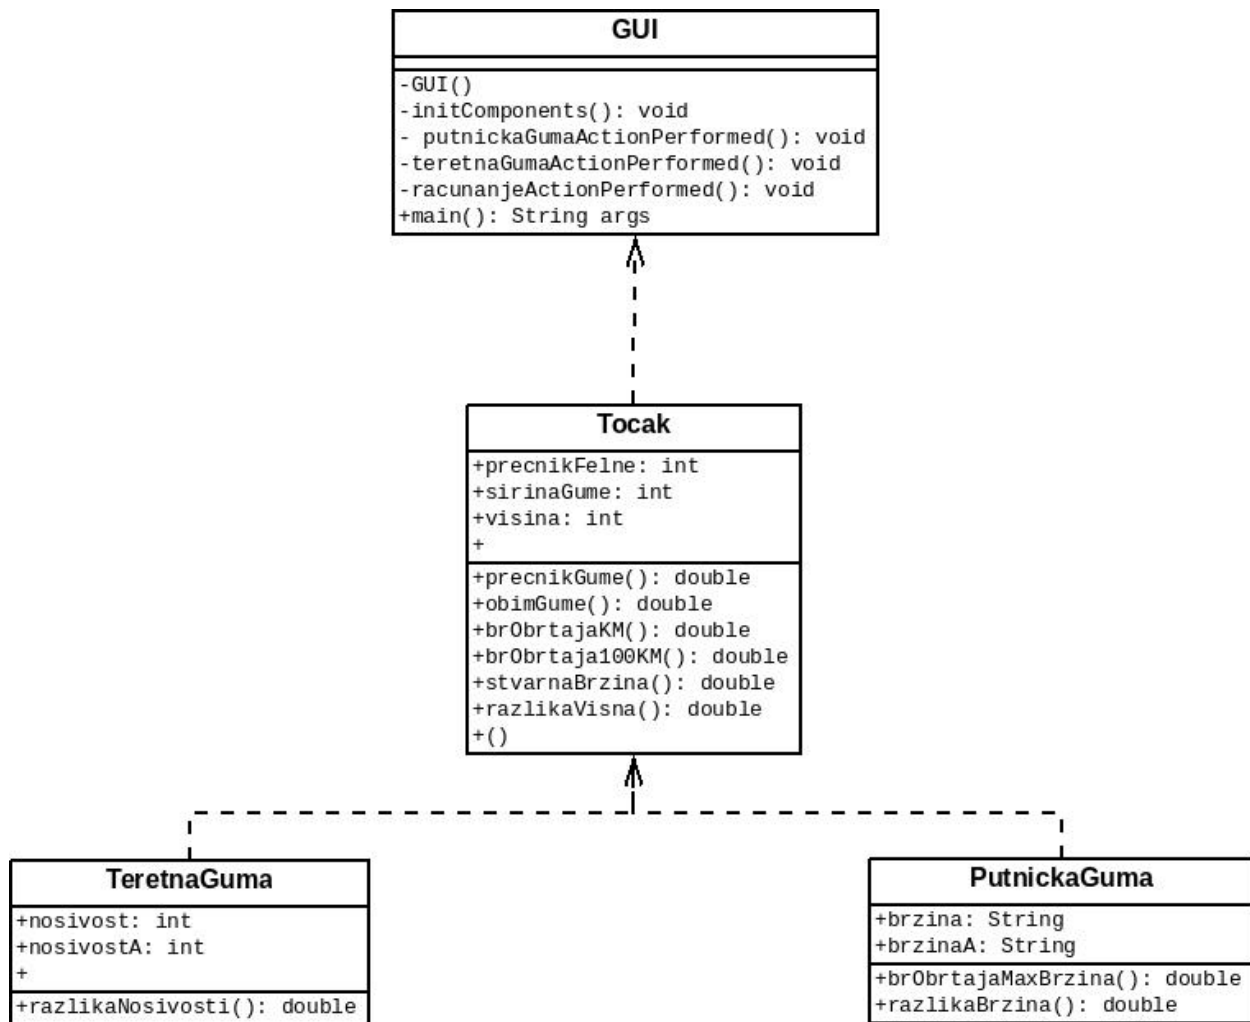 GUI
-GUI()
-initComponents(): void
- putnickaGumaActionPerformed(): void
-teretnaGumaActionPerformed(): void
-racunanjeActionPerformed(): void
+main(): String args
Tocak
+precnikFelne: int
+sirinaGume: int
+visina: int
+
+precnikGume(): double
+obimGume(): double
+brObrtajaKM(): double
+brObrtaja100KM(): double
+stvarnaBrzina(): double
+razlikaVisna(): double
+()
TeretnaGuma
+nosivost: int
+nosivostA: int
+
+razlikaNosivosti(): double
PutnickaGuma
+brzina: String
+brzinaA: String
+brObrtajaMaxBrzina(): double
+razlikaBrzina(): double